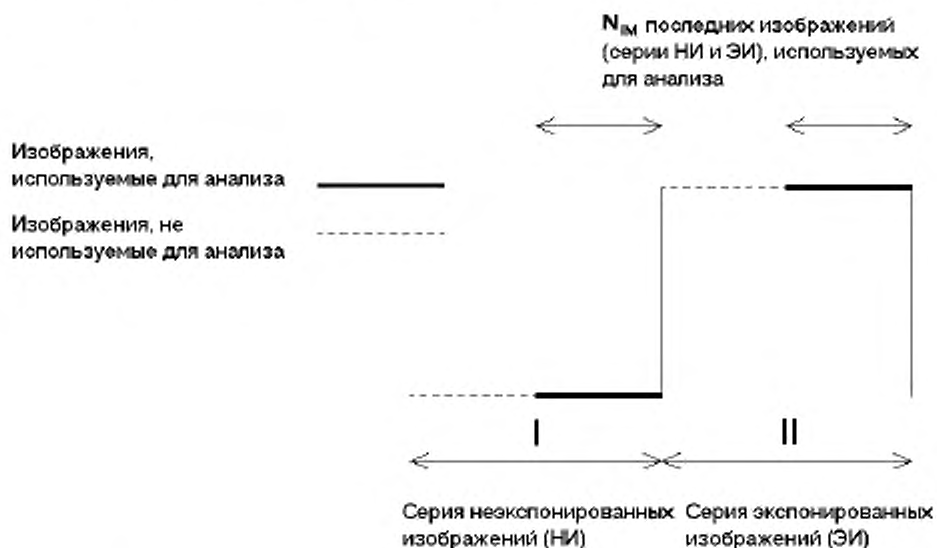 N_IM последних изображений
(серии НИ и ЭИ), используемых
для анализа
Изображения,
используемые для анализа
Изображения, не
используемые для анализа
I
II
Серия неэкспонированных
изображений (НИ)
Серия экспонированных
изображений (ЭИ)